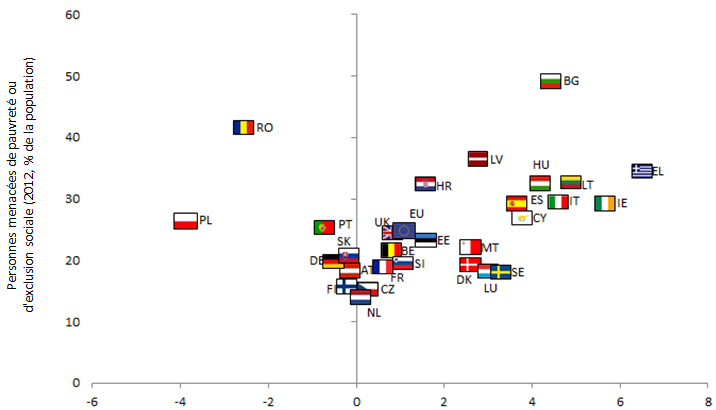 Personnes menacées de pauvreté ou
d'exclusion sociale (2012, % de la population)
60
50
40
30
20
10
0
BG
RO
LV
HU
LT
EL
HR
PL
PT
ES
IT
IE
CY
UK
EU
EE
SK
BE
MT
DE
AT
FR
SI
DK
LU
SE
FI
CZ
NL
-6 -4 -2 0 2 4 6 8